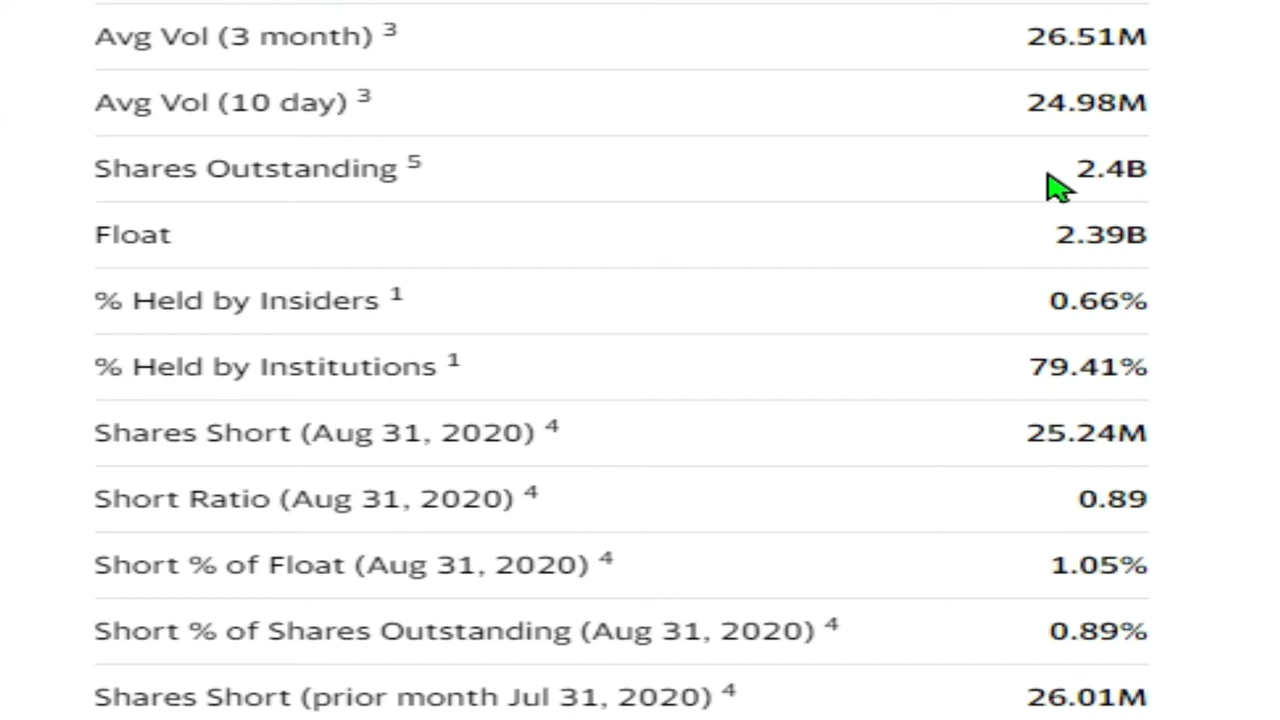 Avg Vol (3 month) 3 26.51M
Avg Vol (10 day) 3 24.98M
Shares Outstanding 5 2.4B
Float 2.39B
% Held by Insiders 1 0.66%
% Held by Institutions 1 79.41%
Shares Short (Aug 31, 2020) 4 25.24M
Short Ratio (Aug 31, 2020) 4 0.89
Short % of Float (Aug 31, 2020) 4 1.05%
Short % of Shares Outstanding (Aug 31, 2020) 4 0.89%
Shares Short (prior month Jul 31, 2020) 4 26.01M